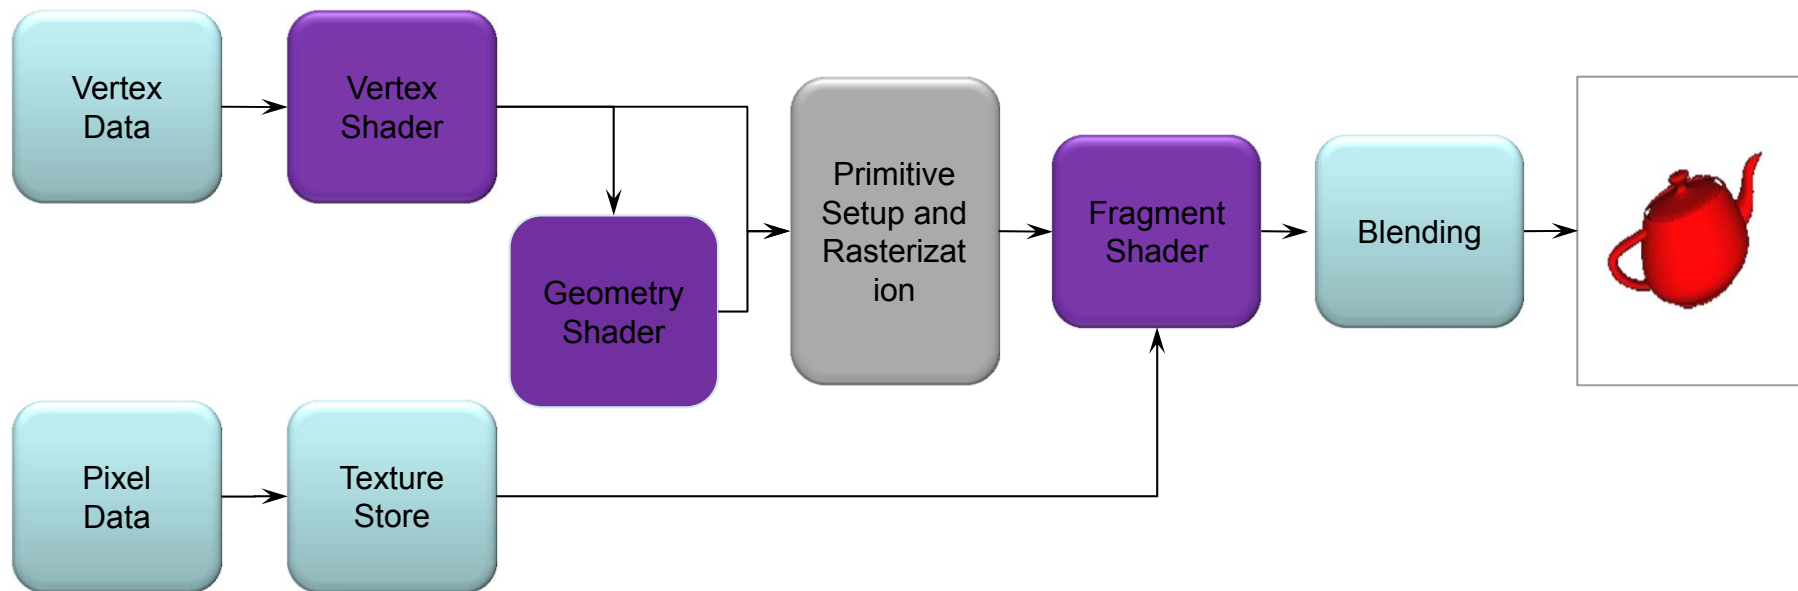 Vertex
Data
Vertex
Shader
Geometry
Shader
Primitive
Setup and
Rasterizat
ion
Fragment
Shader
Blending
Pixel
Data
Texture
Store